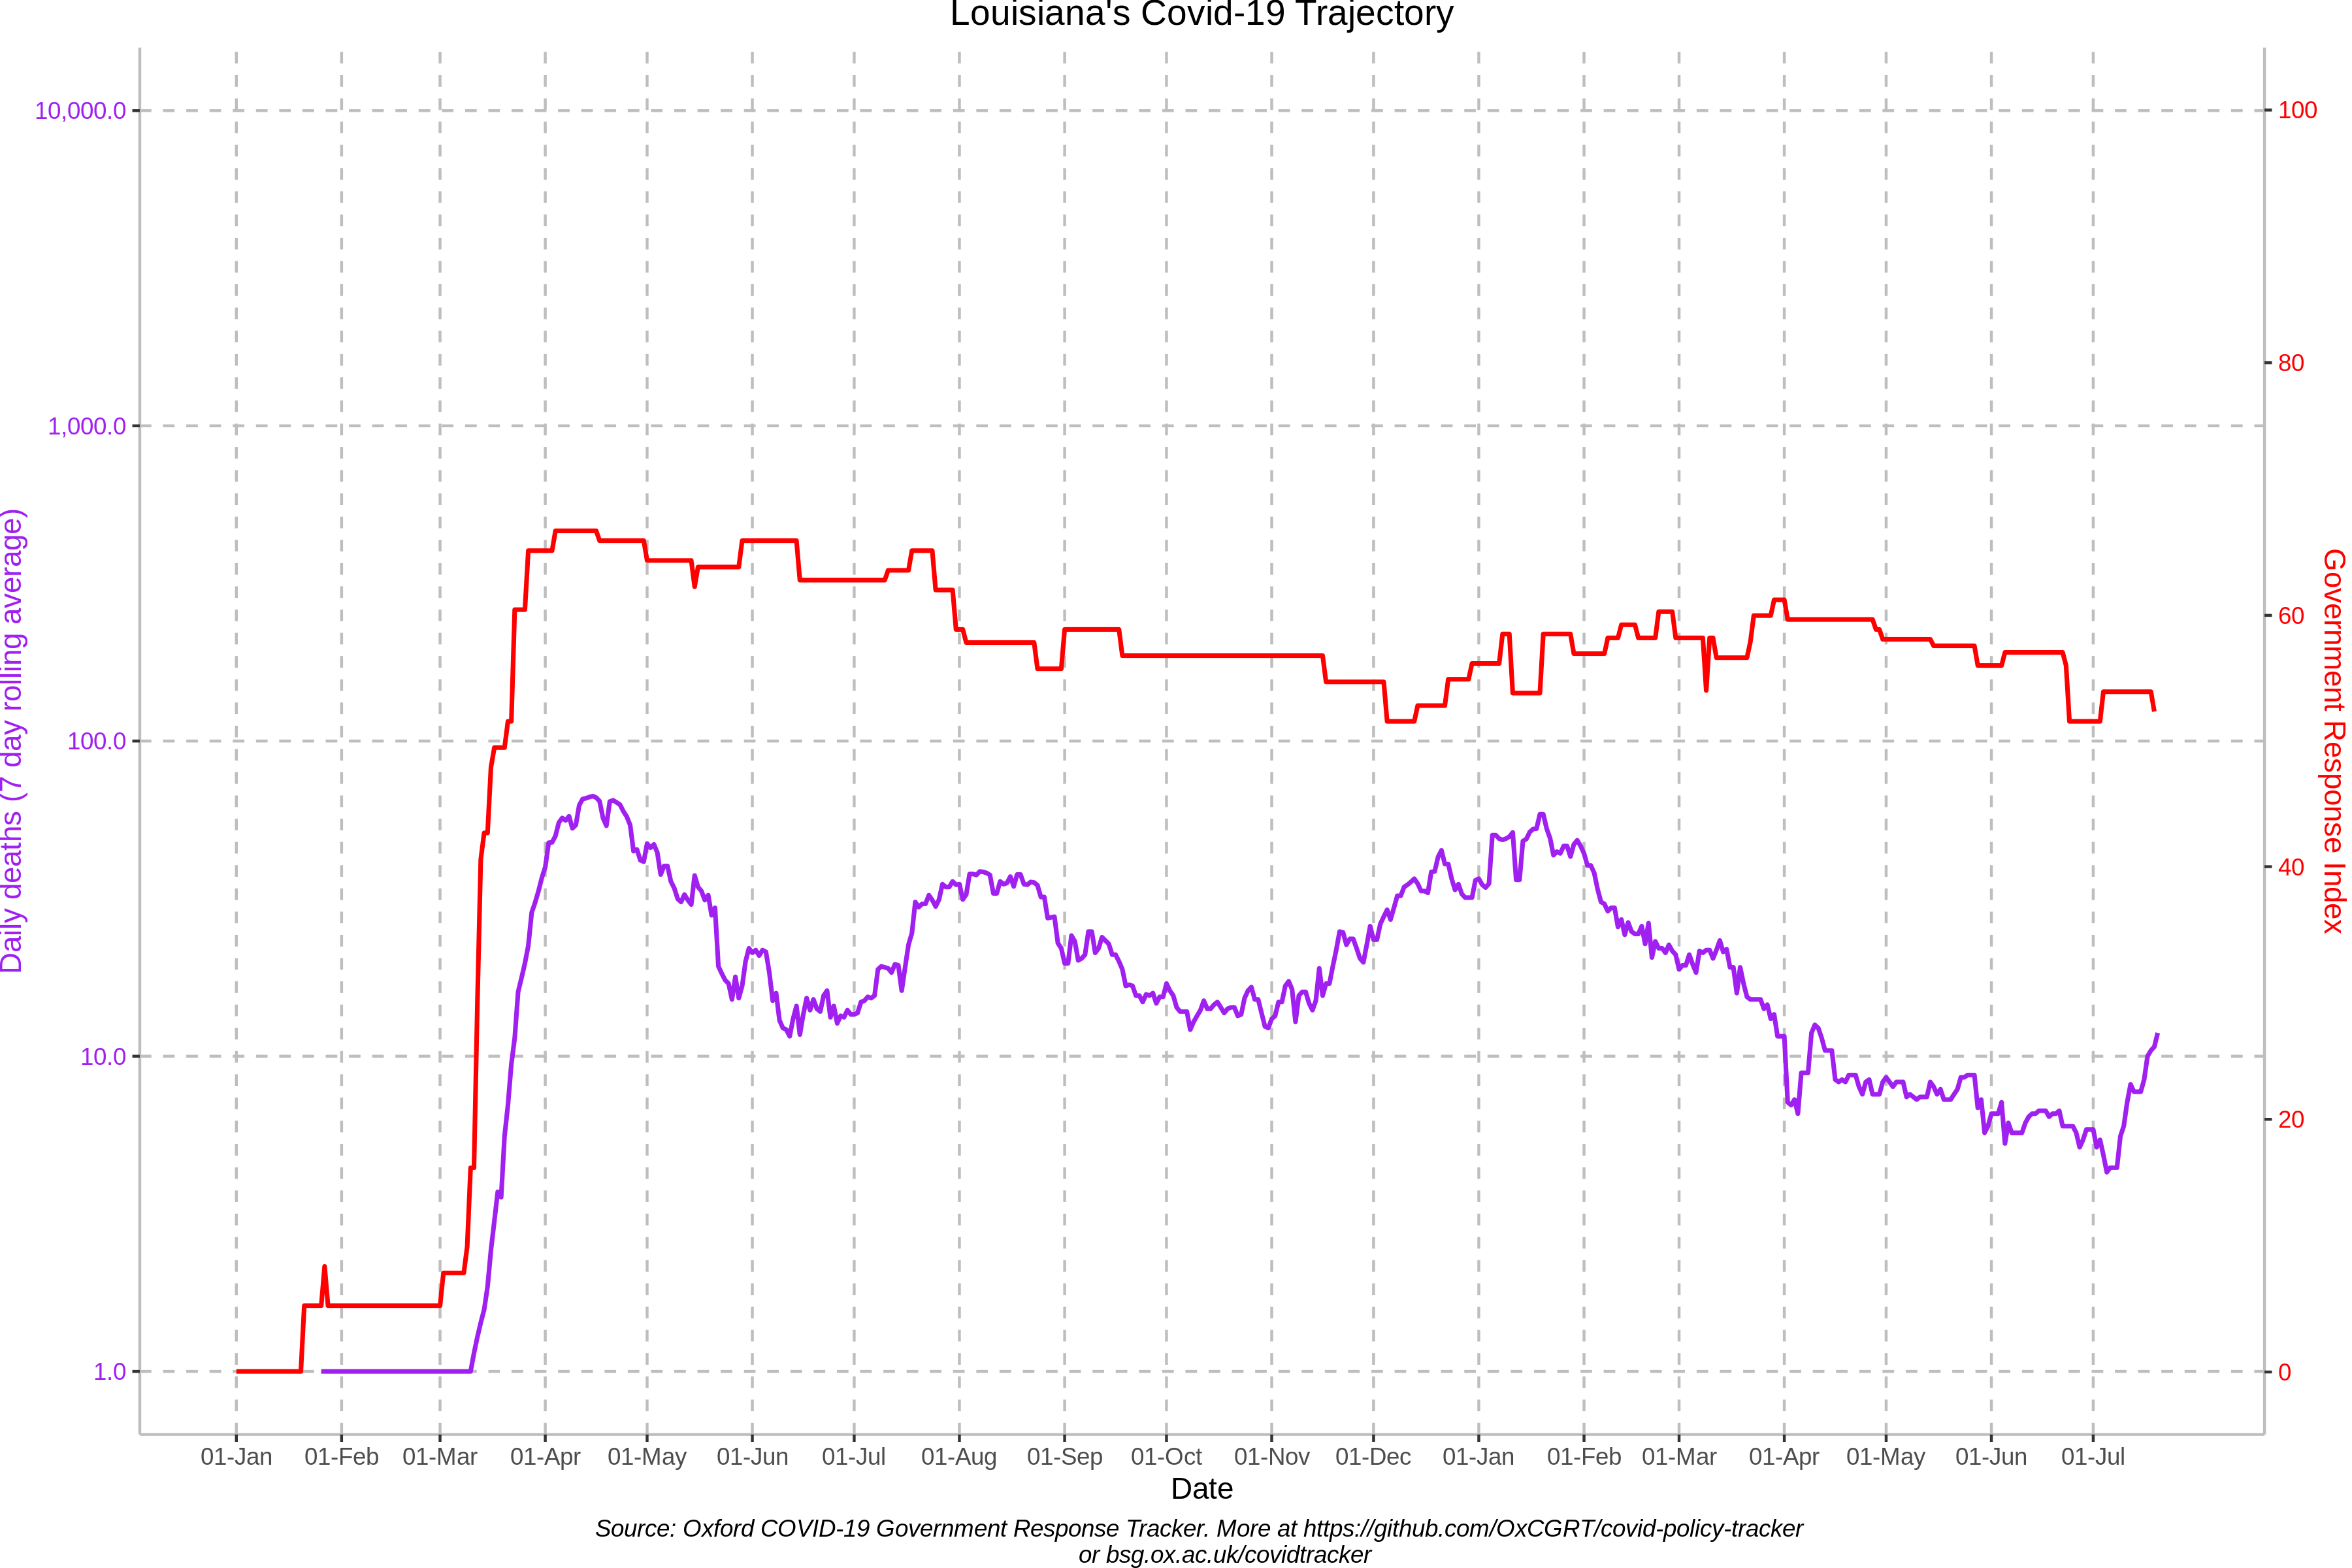 Louisiana's Covid-19 Trajectory
10,000.0
1,000.0
100.0
10.0
1.0
Daily deaths (7 day rolling average)
100
80
60
40
20
0
Government Response Index
01-Jan 01-Feb 01-Mar 01-Apr 01-May 01-Jun 01-Jul 01-Aug 01-Sep 01-Oct 01-Nov 01-Dec 01-Jan 01-Feb 01-Mar 01-Apr 01-May 01-Jun 01-Jul
Date
Source: Oxford COVID-19 Government Response Tracker. More at https://github.com/OxCGRT/covid-policy-tracker
or bsg.ox.ac.uk/covidtracker